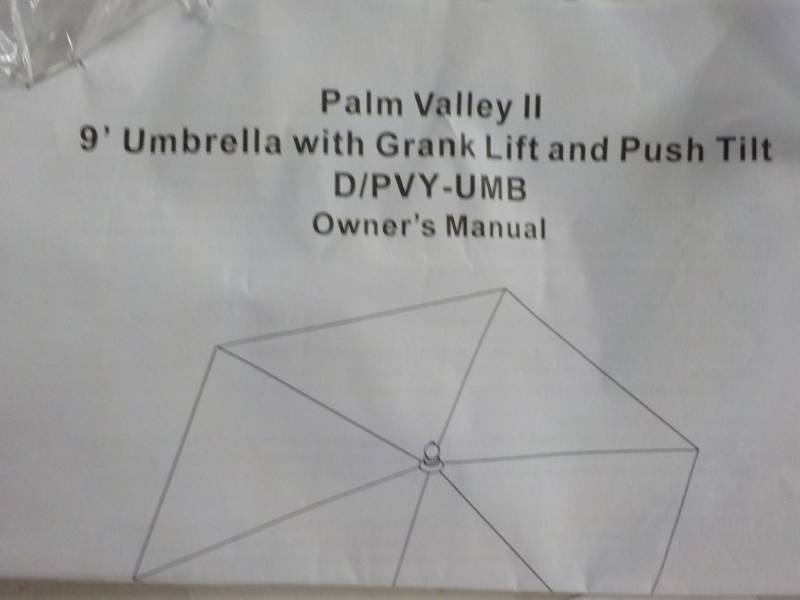 Palm Valley II
9' Umbrella with Grank Lift and Push Tilt
D/PVY-UMB
Owner's Manual